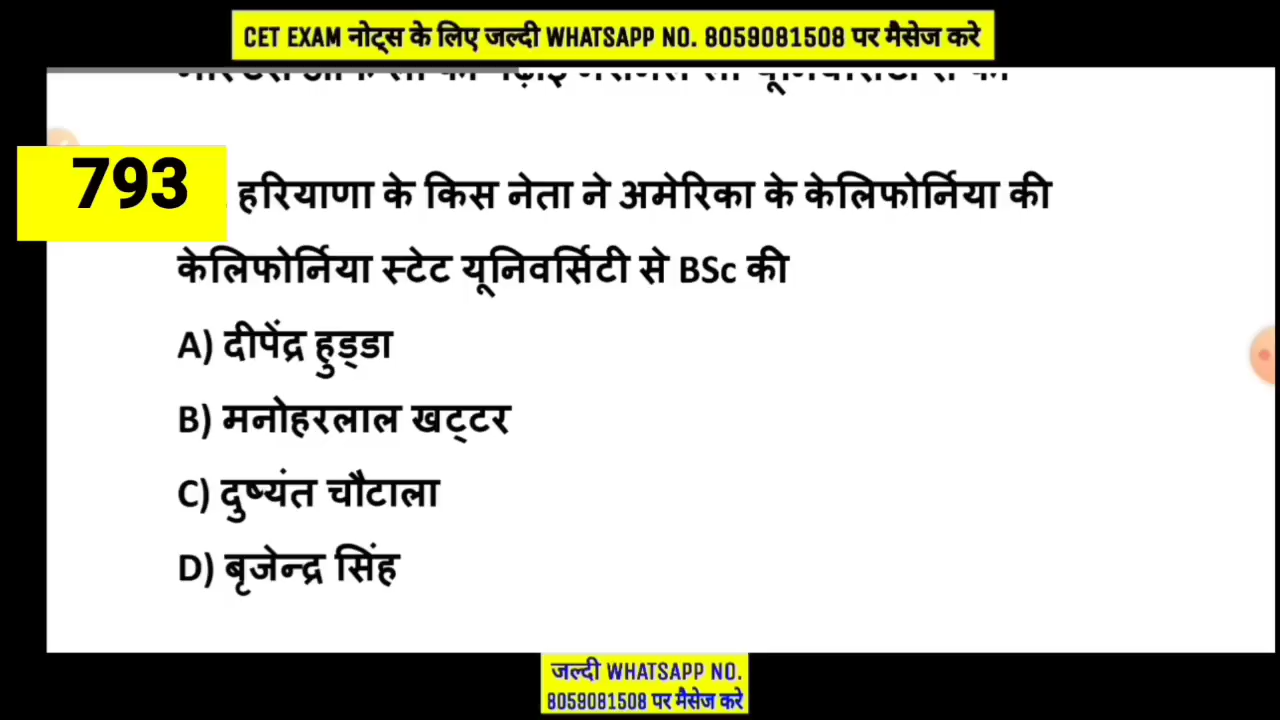 CET EXAM नोट्स के लिए जल्दी WHATSAPP NO. 8059081508 पर मैसेज करे
793
हरियाणा के किस नेता ने अमेरिका के केलिफोर्निया की
केलिफोर्निया स्टेट यूनिवर्सिटी से BSc की
A) दीपेंद्र हुड्डा
B) मनोहरलाल खट्टर
C) दुष्यंत चौटाला
D) बृजेन्द्र सिंह
जल्दी WHATSAPP NO.
8059081508 पर मैसेज करे